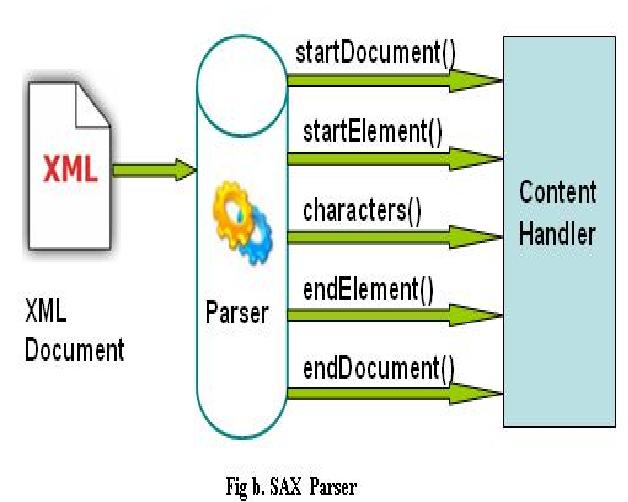 startDocument()
startElement()
XML
characters()
Content
Handler
endElement()
XML
Document
Parser
endDocument()
Fig b. SAX Parser